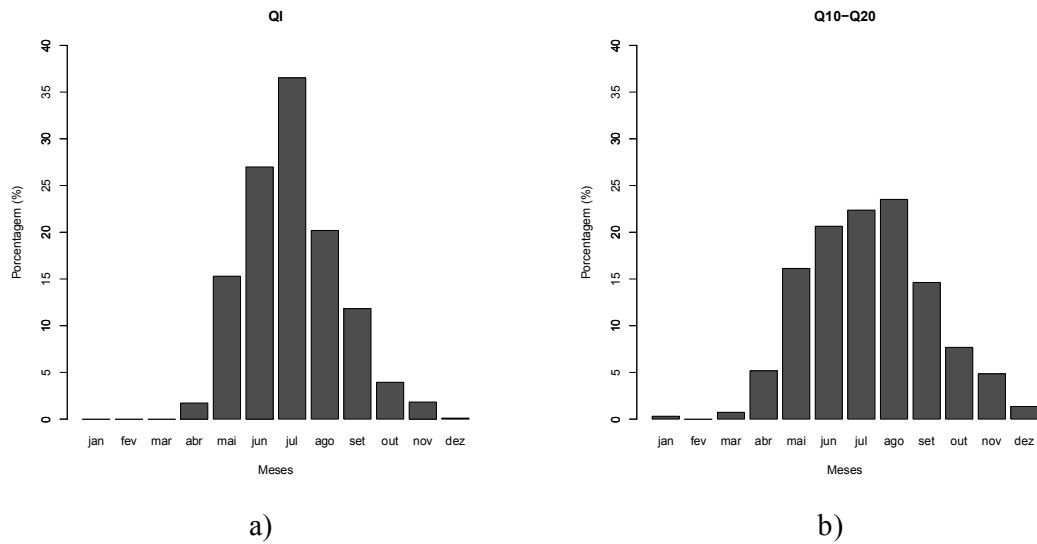 QI
Porcentagem (%)
40
35
30
25
20
15
10
5
0
jan fev mar abr mai jun jul ago set out nov dez
Meses
a)
Q10−Q20
Porcentagem (%)
40
35
30
25
20
15
10
5
0
jan fev mar abr mai jun jul ago set out nov dez
Meses
b)